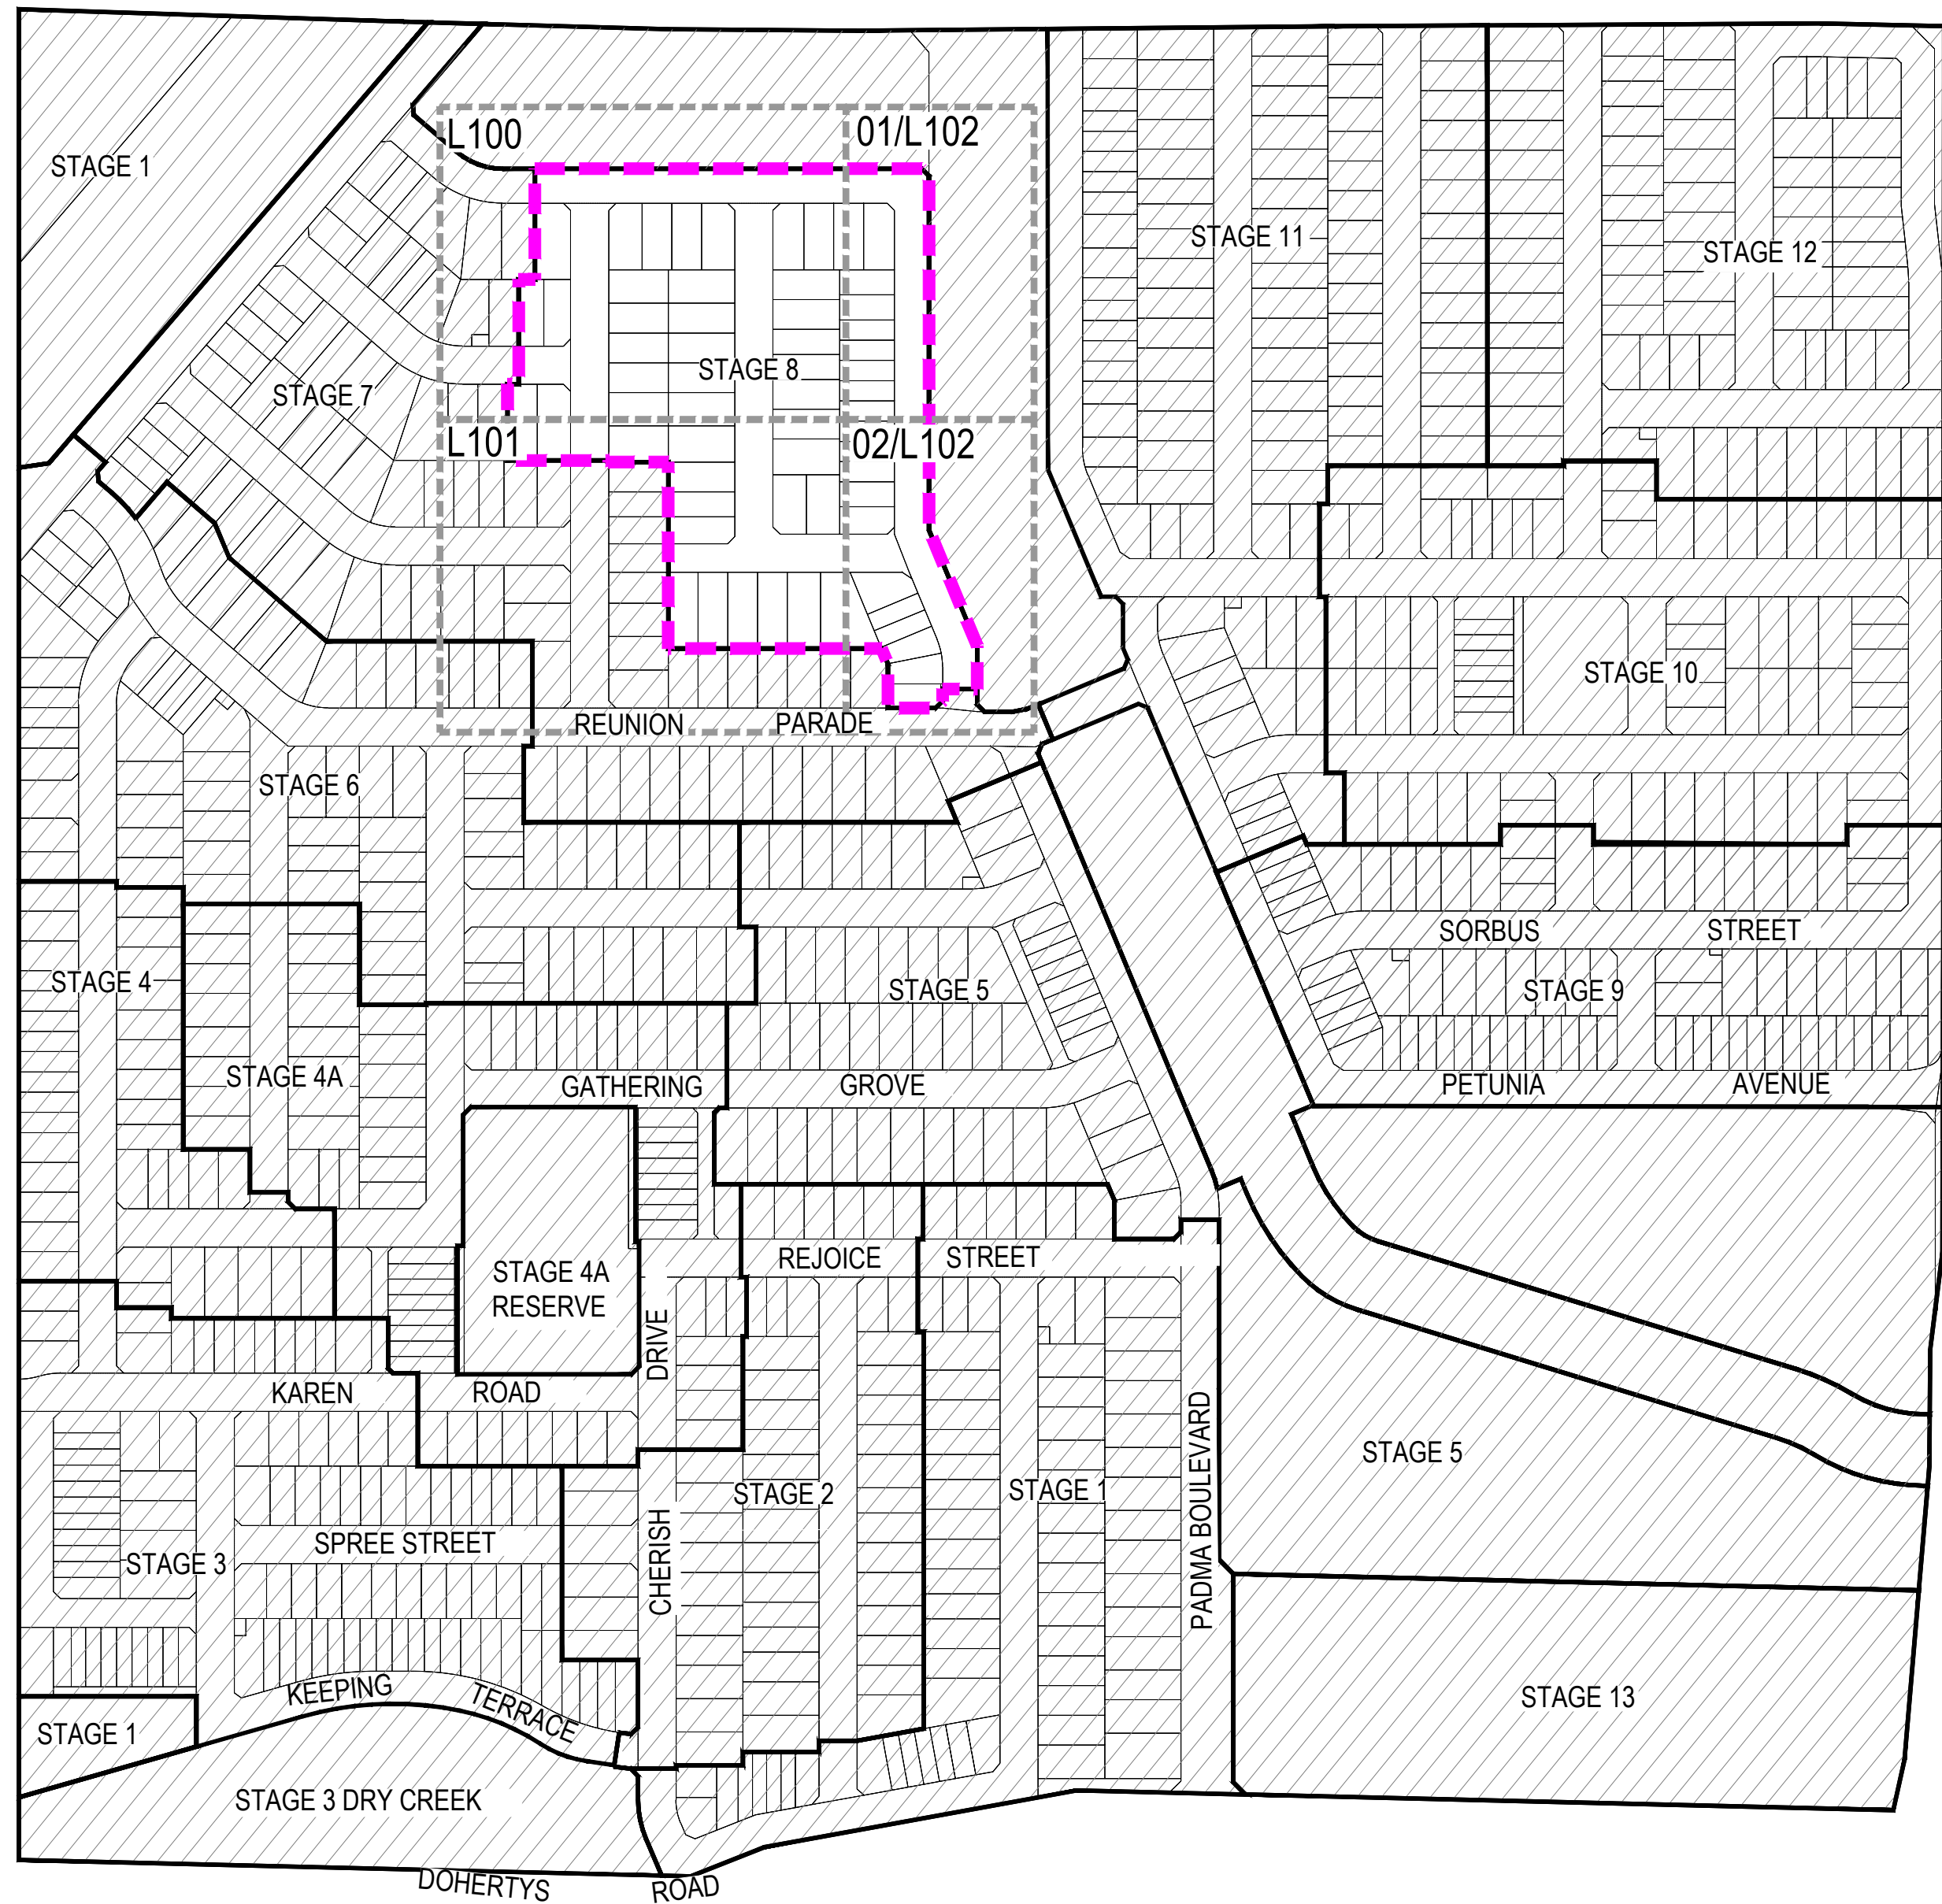 L100
01/L102
STAGE 1
STAGE 11
STAGE 12
STAGE 8
STAGE 7
L101
02/L102
STAGE 10
REUNION PARADE
STAGE 6
SORBUS STREET
STAGE 4
STAGE 5
STAGE 9
STAGE 4A
GATHERING GROVE
PETUNIA AVENUE
REJOICE STREET
STAGE 4A
RESERVE
DRIVE
KAREN ROAD
PADMA BOULEVARD
STAGE 5
STAGE 2
STAGE 1
SPREE STREET
CHERISH
STAGE 3
KEEPING TERRACE
STAGE 13
STAGE 1
STAGE 3 DRY CREEK
DOHERTYS ROAD